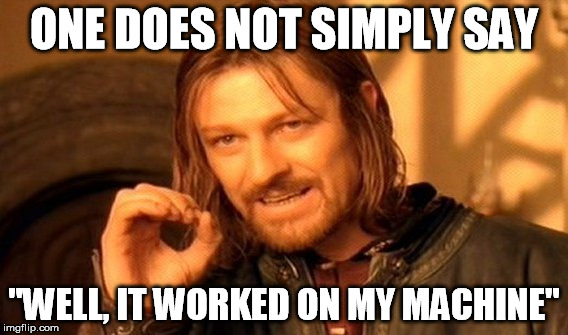 ONE DOES NOT SIMPLY SAY
"WELL, IT WORKED ON MY MACHINE"
imgflip.com